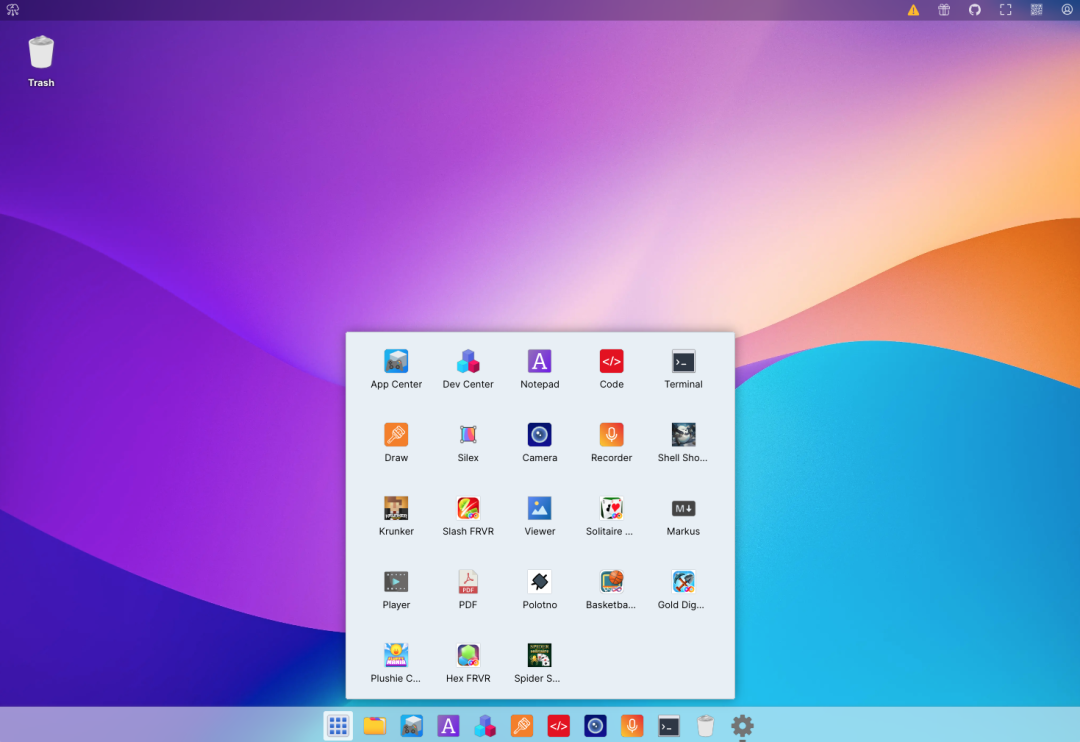 Trash
App Center
Dev Center
Notepad
Code
Terminal
Draw
Silex
Camera
Recorder
Shell Sho...
Krunker
Slash FRVR
Viewer
Solitaire ...
M↓
Markus
Player
PDF
PDF
Polotno
Basketba...
Gold Dig...
Plushie C...
Hex FRVR
Spider S...